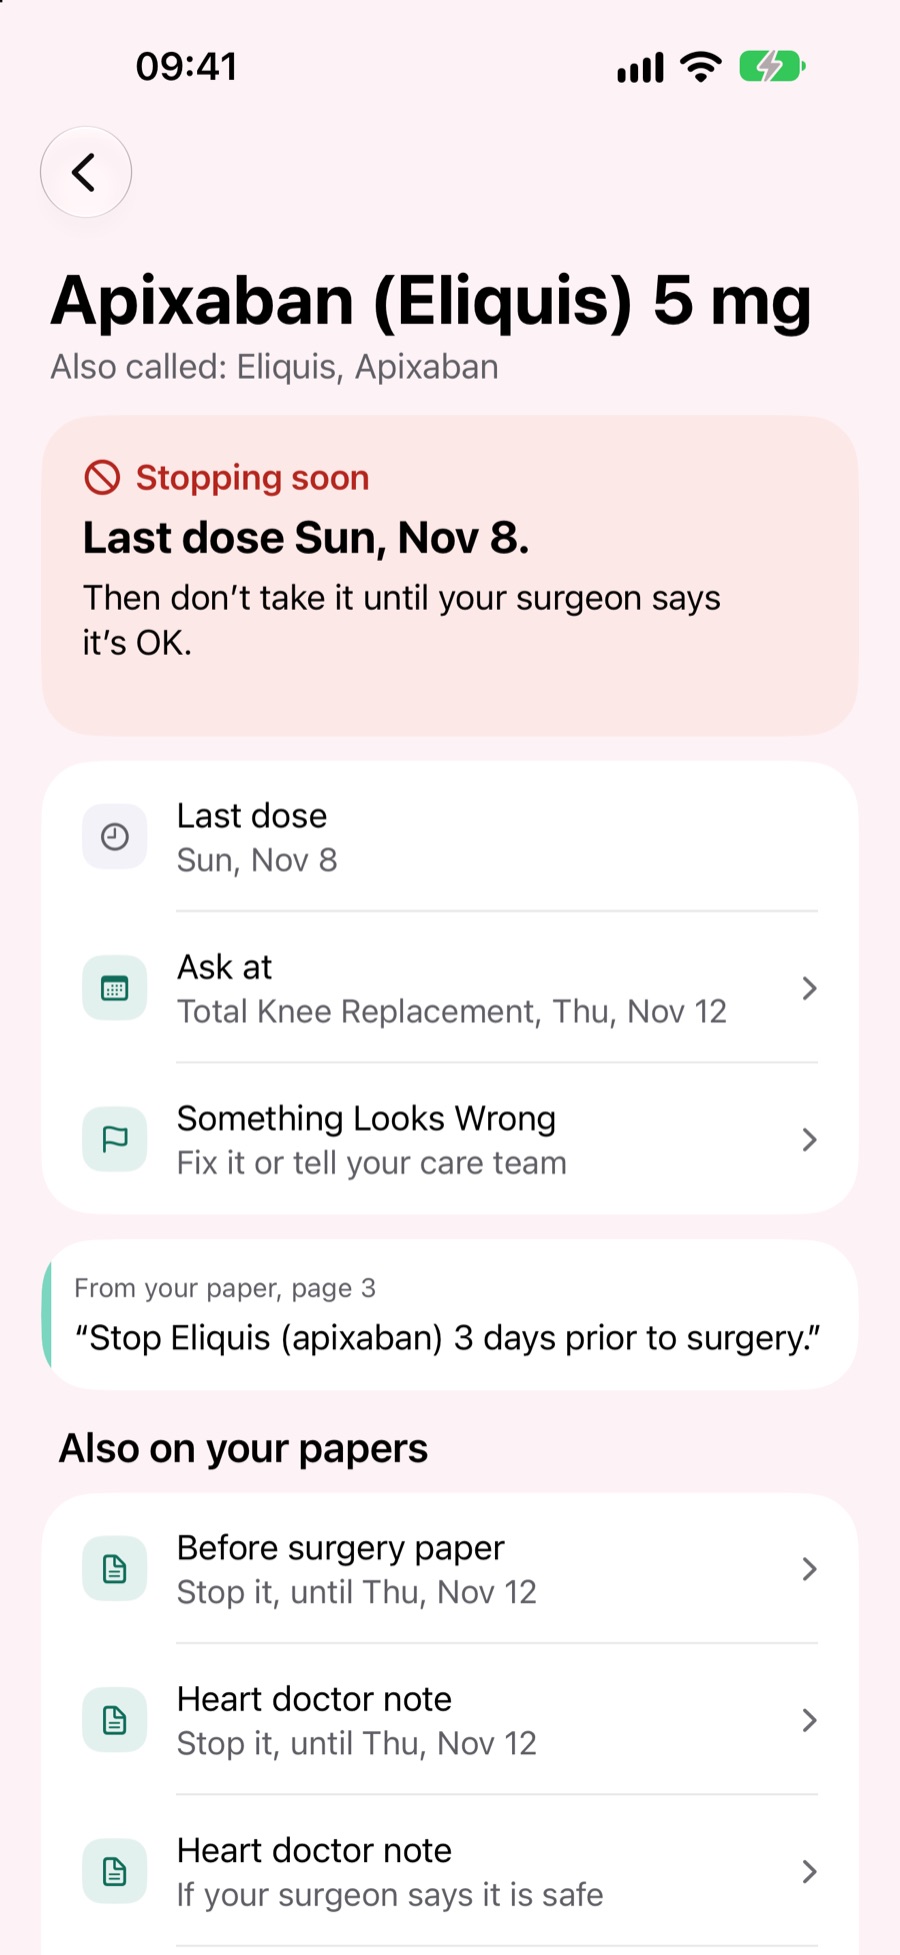 09:41
Apixaban (Eliquis) 5 mg
Also called: Eliquis, Apixaban
Stopping soon
Last dose Sun, Nov 8.
Then don’t take it until your surgeon says
it’s OK.
Last dose
Sun, Nov 8
Ask at
Total Knee Replacement, Thu, Nov 12
Something Looks Wrong
Fix it or tell your care team
From your paper, page 3
“Stop Eliquis (apixaban) 3 days prior to surgery.”
Also on your papers
Before surgery paper
Stop it, until Thu, Nov 12
Heart doctor note
Stop it, until Thu, Nov 12
Heart doctor note
If your surgeon says it is safe